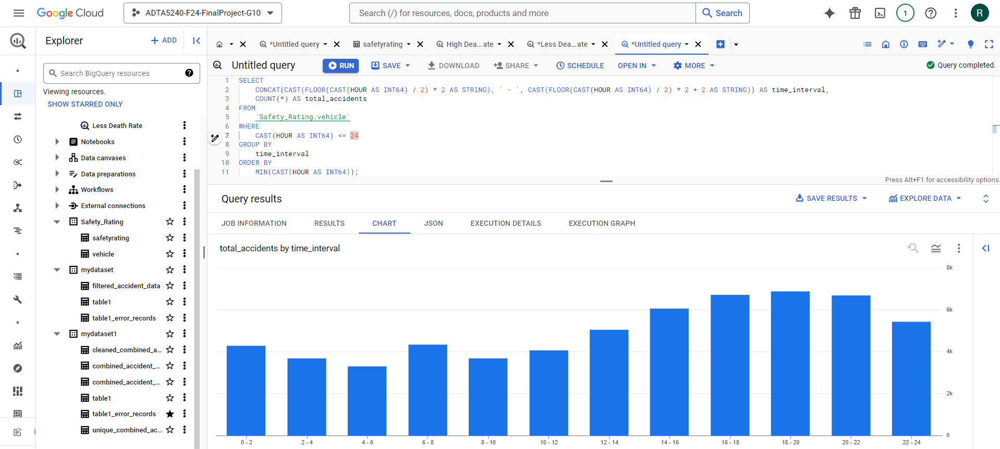 Google Cloud
ADTA5240-F24-FinalProject-G10
Search (/) for resources, docs, products and more
Search
1
R
Explorer
ADD
*Untitled query
safetyrating
High Dea... ate
*Less Dea... ate
*Untitled query
Search BigQuery resources
Viewing resources.
SHOW STARRED ONLY
Less Death Rate
Notebooks
Data canvases
Data preparations
Workflows
External connections
Safety_Rating
safetyrating
vehicle
mydataset
filtered_accident_data
table1
table1_error_records
mydataset1
cleaned_combined_a...
combined_accident_...
combined_accident_...
table1
table1_error_records
unique_combined_ac...
Untitled query
RUN
SAVE
DOWNLOAD
SHARE
SCHEDULE
OPEN IN
MORE
Query completed.
1 SELECT
2 CONCAT(CAST(FLOOR(CAST(HOUR AS INT64) / 2) * 2 AS STRING), ' - ', CAST(FLOOR(CAST(HOUR AS INT64) / 2) * 2 + 2 AS STRING)) AS time_interval,
3 COUNT(*) AS total_accidents
4 FROM
5 `Safety_Rating.vehicle`
6 WHERE
7 CAST(HOUR AS INT64) <= 24
8 GROUP BY
9 time_interval
10 ORDER BY
11 MIN(CAST(HOUR AS INT64));
Press Alt+F1 for accessibility options.
Query results
SAVE RESULTS
EXPLORE DATA
JOB INFORMATION
RESULTS
CHART
JSON
EXECUTION DETAILS
EXECUTION GRAPH
total_accidents by time_interval
8k
6k
4k
2k
0
0 - 2
2 - 4
4 - 6
6 - 8
8 - 10
10 - 12
12 - 14
14 - 16
16 - 18
18 - 20
20 - 22
22 - 24